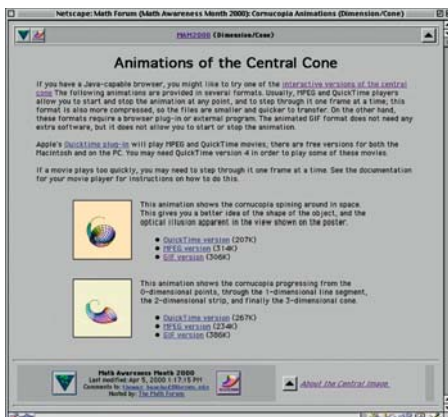 Netscape: Math Forum (Math Awareness Month 2000): Cornucopia Animations (Dimension/Cone)
MAM2000 (Dimension/Cone)
Animations of the Central Cone
If you have a Java-capable browser, you might like to try one of the interactive versions of the central
cone The following animations are provided in several formats. Usually, MPEG and QuickTime players
allow you to start and stop the animation at any point, and to step through it one frame at a time; this
format is also more compressed, so the files are smaller and quicker to transfer. On the other hand,
these formats require a browser plug-in or external program. The animated GIF format does not need any
extra software, but it does not allow you to start or stop the animation.
Apple's Quicktime plug-in will play MPEG and QuickTime movies; there are free versions for both the
Macintosh and on the PC. You may need QuickTime version 4 in order to play some of these movies.
If a movie plays too quickly, you may need to step through it one frame at a time. See the documentation
for your movie player for instructions on how to do this.
This animation shows the cornucopia spinning around in space.
This gives you a better idea of the shape of the object, and the
optical illusion apparent in the view shown on the poster.
• QuickTime version (207K)
• MPEG version (314K)
• GIF version (306K)
This animation shows the cornucopia progressing from the
0-dimensional points, through the 1-dimensional line segment,
the 2-dimensional strip, and finally the 3-dimensional cone.
• QuickTime version (267K)
• MPEG version (234K)
• GIF version (386K)
Math Awareness Month 2000
Last modified Apr 5, 2000 1:17:15 PM
Comments to:
Hosted by: The Math Forum
About the Central Image